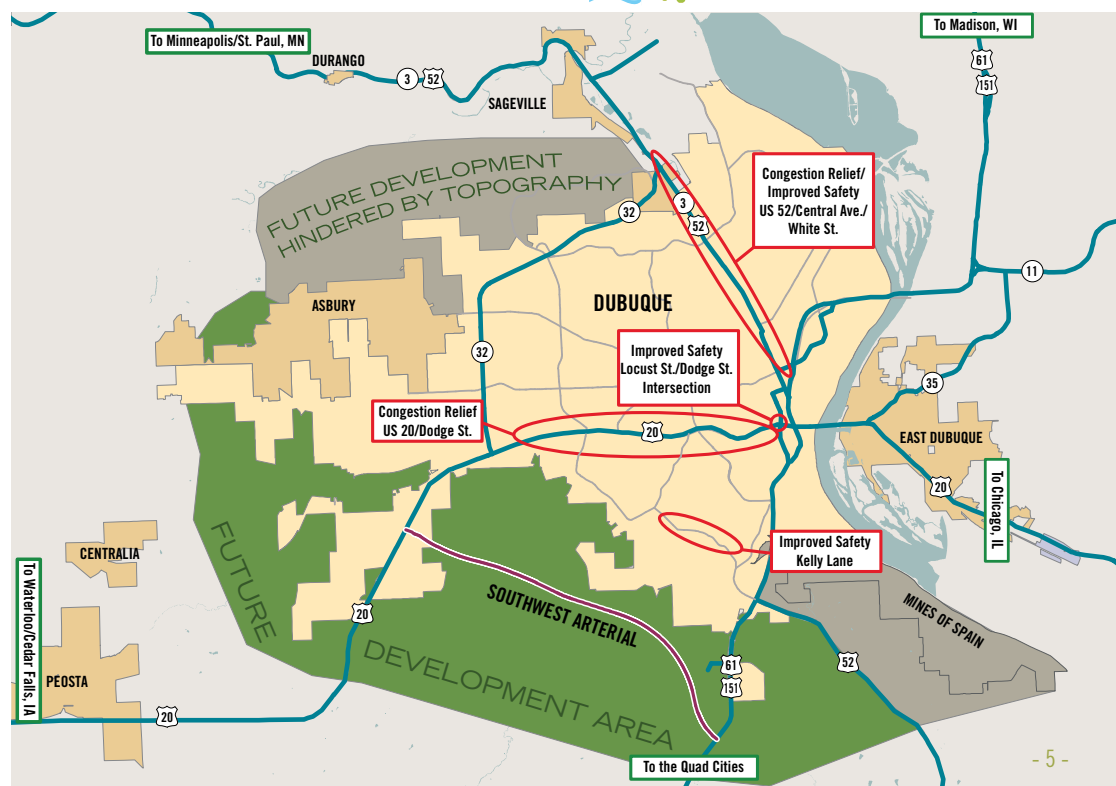 To Minneapolis/St. Paul, MN
To Madison, WI
DURANGO
3
52
61
151
SAGEVILLE
FUTURE DEVELOPMENT
HINDERED BY TOPOGRAPHY
Congestion Relief/
Improved Safety
US 52/Central Ave./
White St.
32
3
52
11
ASBURY
DUBUQUE
32
Improved Safety
Locust St./Dodge St.
Intersection
35
Congestion Relief
US 20/Dodge St.
20
EAST DUBUQUE
20
To Chicago, IL
CENTRALIA
Improved Safety
Kelly Lane
FUTURE
DEVELOPMENT AREA
SOUTHWEST ARTERIAL
MINES OF SPAIN
To Waterloo/Cedar Falls, IA
20
PEOSTA
61
151
52
20
To the Quad Cities
- 5 -